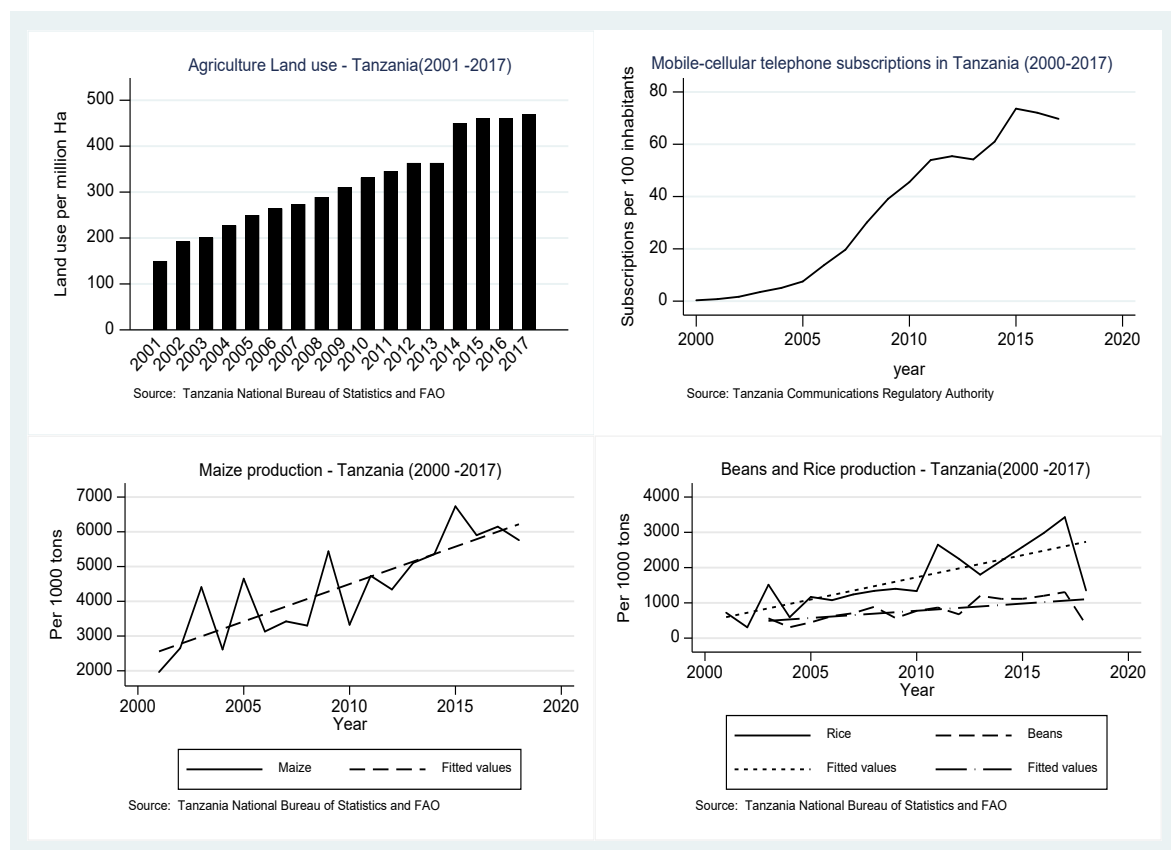 Agriculture Land use - Tanzania(2001 -2017)
Land use per million Ha
500
400
300
200
100
0
2001 2002 2003 2004 2005 2006 2007 2008 2009 2010 2011 2012 2013 2014 2015 2016 2017
Source: Tanzania National Bureau of Statistics and FAO
Mobile-cellular telephone subscriptions in Tanzania (2000-2017)
Subscriptions per 100 inhabitants
80
60
40
20
0
2000 2005 2010 2015 2020
year
Source: Tanzania Communications Regulatory Authority
Maize production - Tanzania (2000 -2017)
Per 1000 tons
7000
6000
5000
4000
3000
2000
2000 2005 2010 2015 2020
Year
Maize Fitted values
Source: Tanzania National Bureau of Statistics and FAO
Beans and Rice production - Tanzania(2000 -2017)
Per 1000 tons
4000
3000
2000
1000
0
2000 2005 2010 2015 2020
Year
Rice Beans
Fitted values Fitted values
Source: Tanzania National Bureau of Statistics and FAO